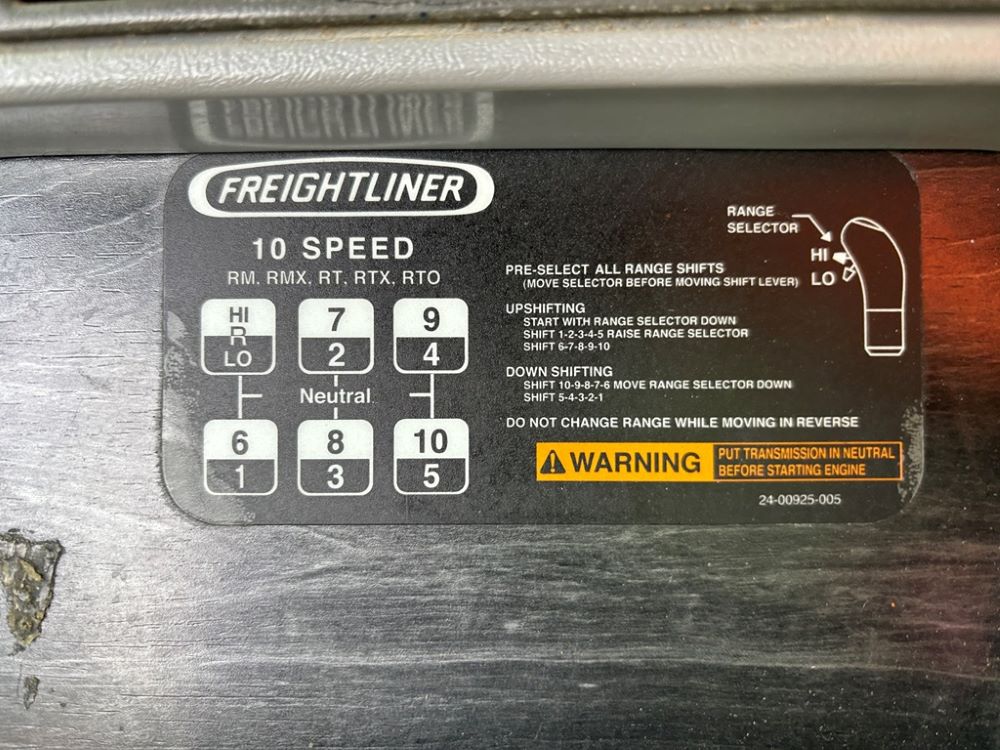 FREIGHTLINER
10 SPEED
RM, RMX, RT, RTX, RTO
HI
R
LO
7
2
9
4
Neutral
6
1
8
3
10
5
RANGE
SELECTOR
HI
LO
PRE-SELECT ALL RANGE SHIFTS
(MOVE SELECTOR BEFORE MOVING SHIFT LEVER)
UPSHIFTING
START WITH RANGE SELECTOR DOWN
SHIFT 1-2-3-4-5 RAISE RANGE SELECTOR
SHIFT 6-7-8-9-10
DOWN SHIFTING
SHIFT 10-9-8-7-6 MOVE RANGE SELECTOR DOWN
SHIFT 5-4-3-2-1
DO NOT CHANGE RANGE WHILE MOVING IN REVERSE
WARNING
PUT TRANSMISSION IN NEUTRAL
BEFORE STARTING ENGINE
24-00925-005